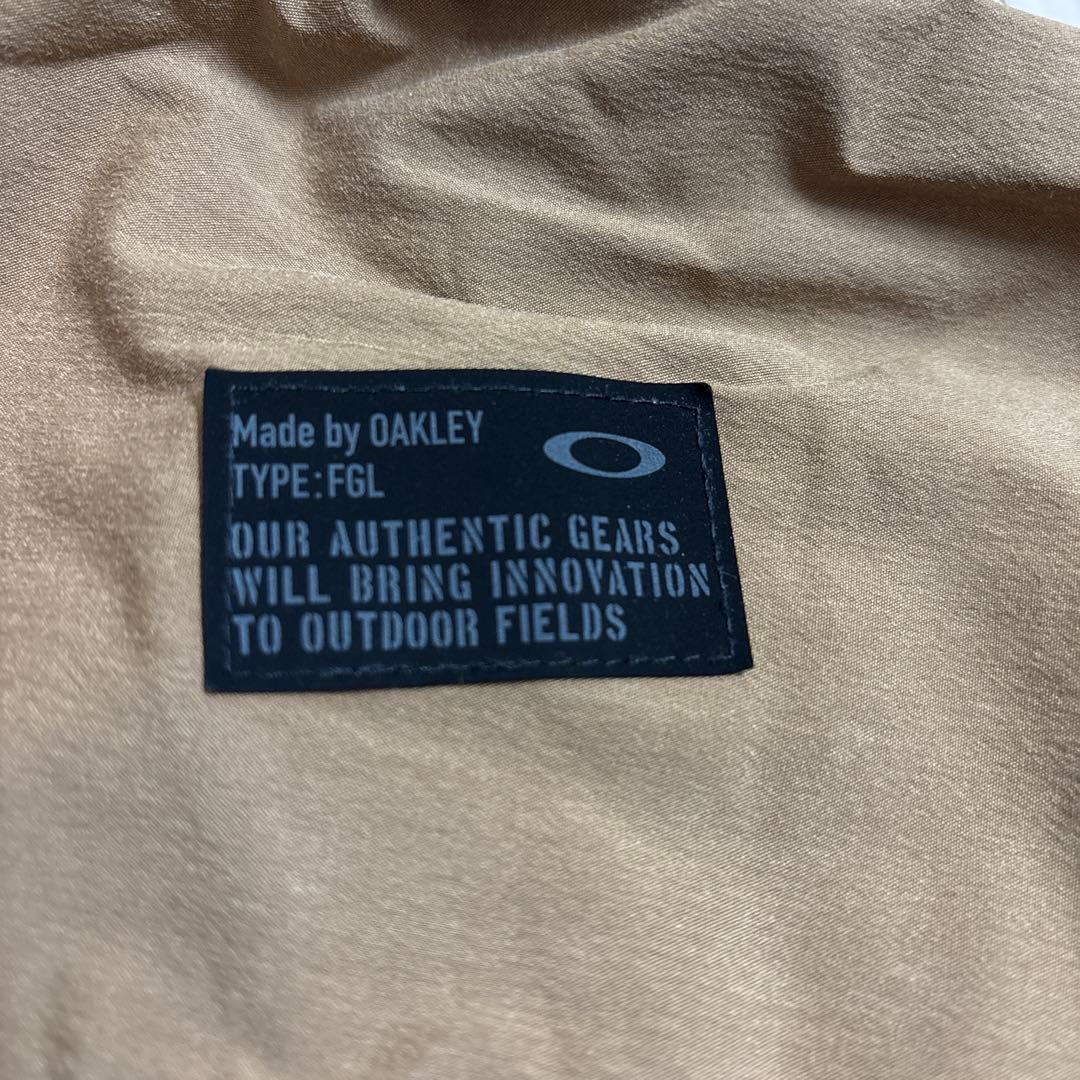 Made by OAKLEY
TYPE:FGL
OUR AUTHENTIC GEARS
WILL BRING INNOVATION
TO OUTDOOR FIELDS